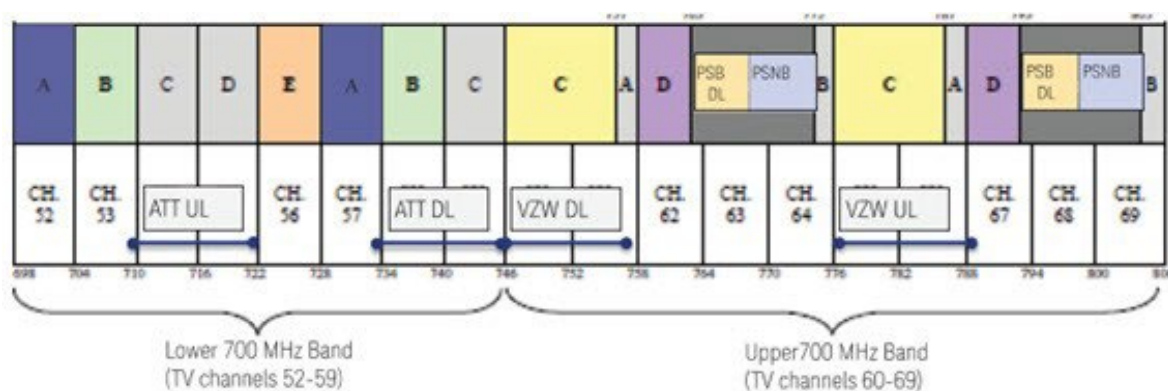 A B C D E A B C C A D PSB PSNB B C A D PSB PSNB B
DL DL
CH. CH. CH. CH. CH. CH. CH. CH. CH. CH.
52 53 ATT UL 56 57 ATT DL VZW DL 62 63 64 VZW UL 67 68 69
698 704 710 716 722 728 734 740 746 752 758 764 770 776 782 788 794 800
Lower 700 MHz Band
(TV channels 52-59)
Upper700 MHz Band
(TV channels 60-69)